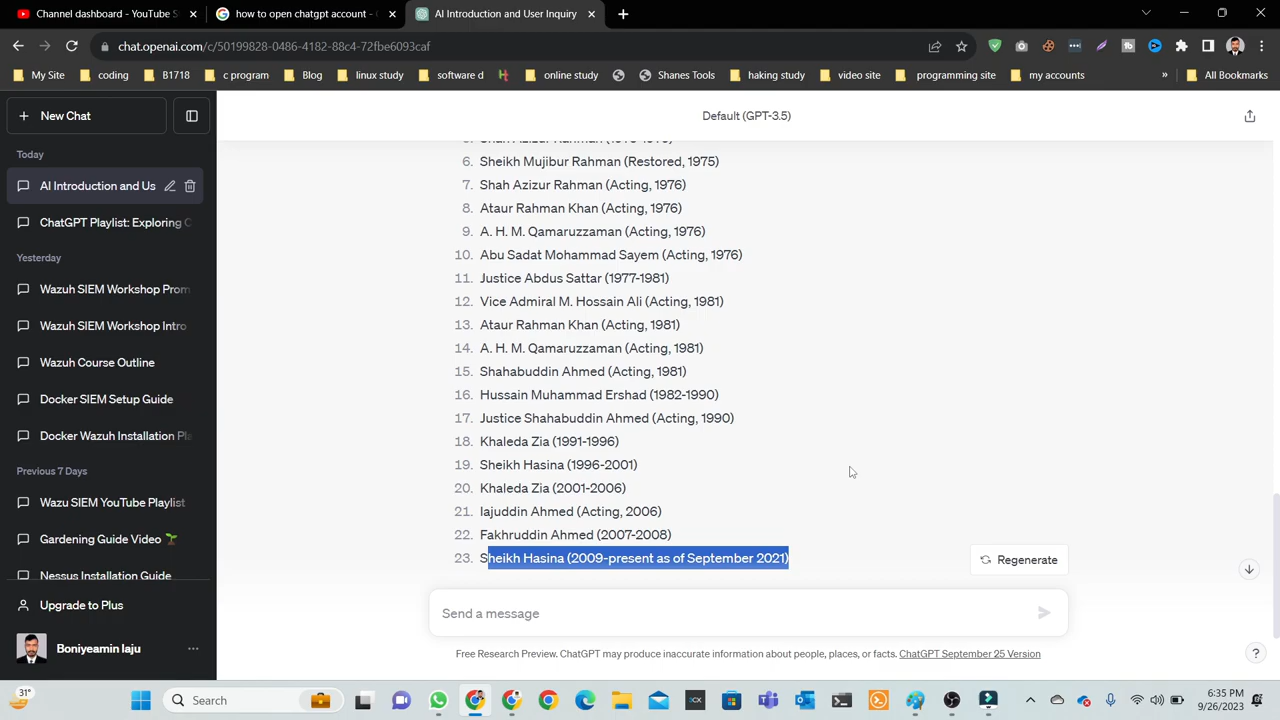 Channel dashboard - YouTube S
how to open chatgpt account -
AI Introduction and User Inquiry
chat.openai.com/c/50199828-0486-4182-88c4-72fbe6093caf
My Site
coding
B1718
c program
Blog
linux study
software d
online study
Shanes Tools
haking study
video site
programming site
my accounts
»
All Bookmarks
New Chat
Default (GPT-3.5)
Today
AI Introduction and Us
ChatGPT Playlist: Exploring C
Yesterday
Wazuh SIEM Workshop Prom
Wazuh SIEM Workshop Intro
Wazuh Course Outline
Docker SIEM Setup Guide
Docker Wazuh Installation Pla
Previous 7 Days
Wazu SIEM YouTube Playlist
Gardening Guide Video 🌱
Nessus Installation Guide
Upgrade to Plus
Boniyeamin laju
6. Sheikh Mujibur Rahman (Restored, 1975)
7. Shah Azizur Rahman (Acting, 1976)
8. Ataur Rahman Khan (Acting, 1976)
9. A. H. M. Qamaruzzaman (Acting, 1976)
10. Abu Sadat Mohammad Sayem (Acting, 1976)
11. Justice Abdus Sattar (1977-1981)
12. Vice Admiral M. Hossain Ali (Acting, 1981)
13. Ataur Rahman Khan (Acting, 1981)
14. A. H. M. Qamaruzzaman (Acting, 1981)
15. Shahabuddin Ahmed (Acting, 1981)
16. Hussain Muhammad Ershad (1982-1990)
17. Justice Shahabuddin Ahmed (Acting, 1990)
18. Khaleda Zia (1991-1996)
19. Sheikh Hasina (1996-2001)
20. Khaleda Zia (2001-2006)
21. Iajuddin Ahmed (Acting, 2006)
22. Fakhruddin Ahmed (2007-2008)
23. Sheikh Hasina (2009-present as of September 2021)
Regenerate
Send a message
Free Research Preview. ChatGPT may produce inaccurate information about people, places, or facts. ChatGPT September 25 Version
?
31°
Search
6:35 PM
9/26/2023